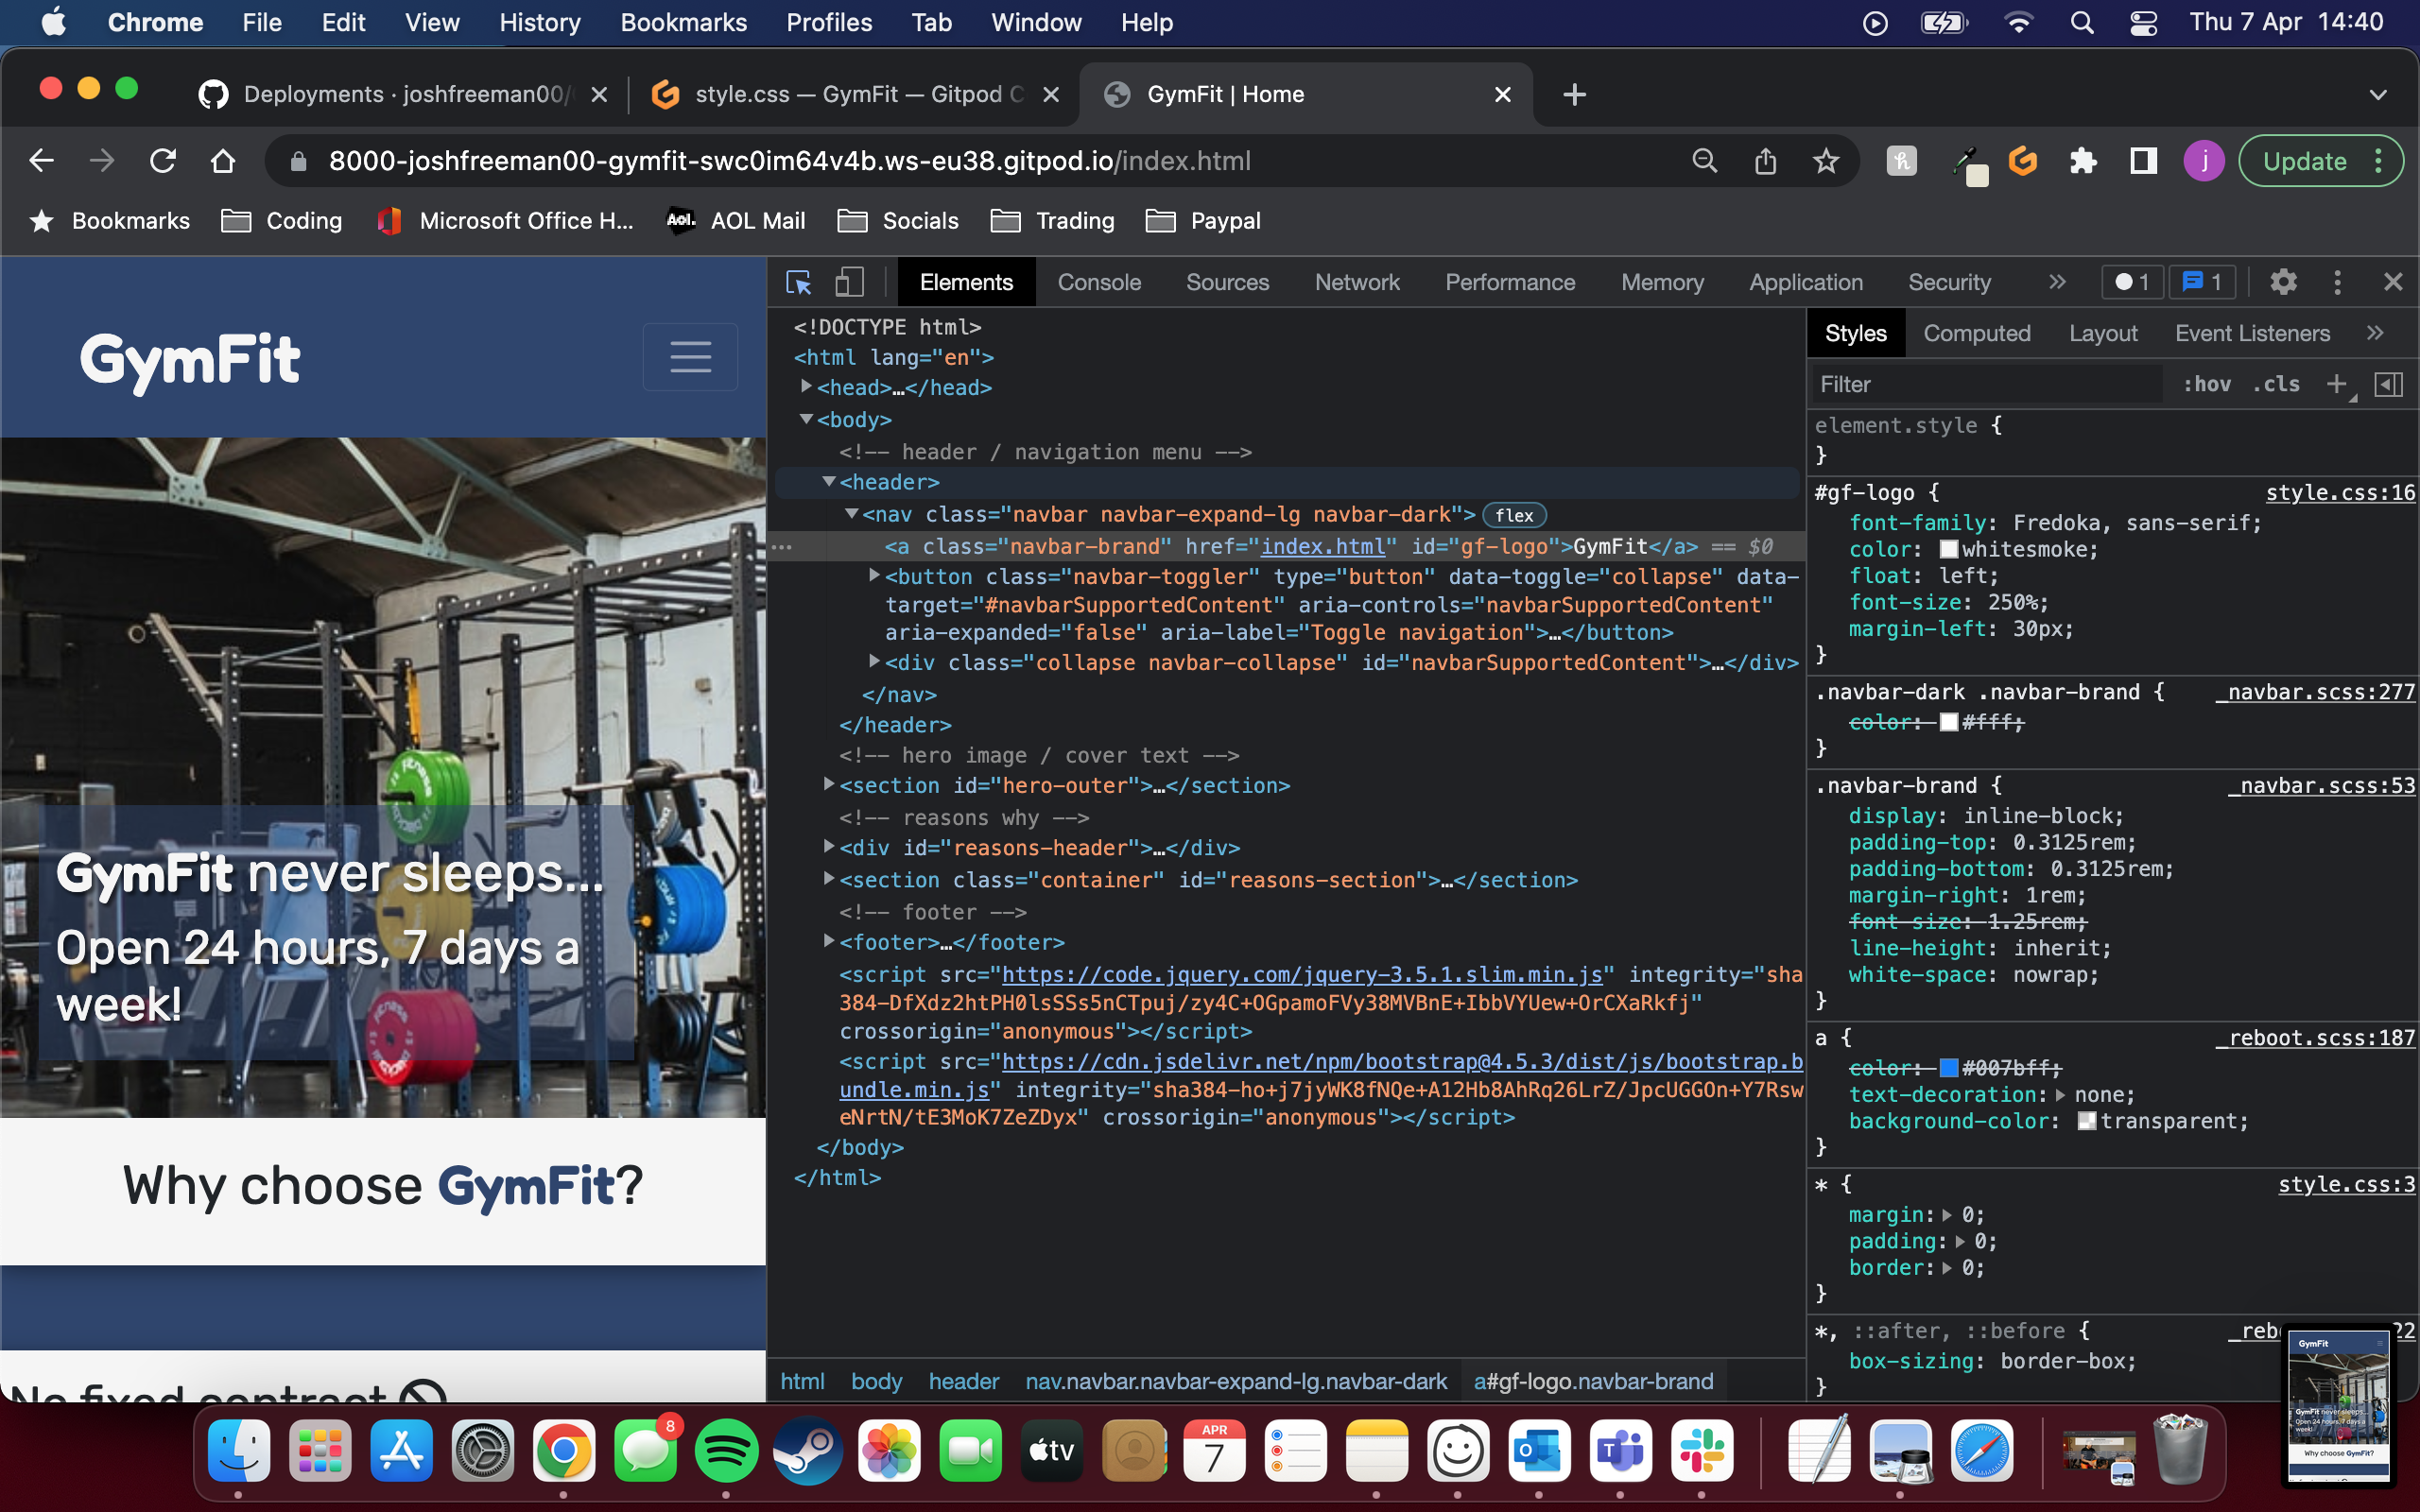 Chrome File Edit View History Bookmarks Profiles Tab Window Help Thu 7 Apr 14:40
Deployments · joshfreeman00/ style.css — GymFit — Gitpod C GymFit | Home
8000-joshfreeman00-gymfit-swc0im64v4b.ws-eu38.gitpod.io/index.html j Update
Bookmarks Coding Microsoft Office H... Aol. AOL Mail Socials Trading Paypal
GymFit
GymFit never sleeps...
Open 24 hours, 7 days a
week!
Why choose GymFit?
No fixed contract
Elements Console Sources Network Performance Memory Application Security » 1 1
<!DOCTYPE html>
<html lang="en">
<head>…</head>
<body>
<!-- header / navigation menu -->
<header>
<nav class="navbar navbar-expand-lg navbar-dark"> flex
<a class="navbar-brand" href="index.html" id="gf-logo">GymFit</a> == $0
<button class="navbar-toggler" type="button" data-toggle="collapse" data-
target="#navbarSupportedContent" aria-controls="navbarSupportedContent"
aria-expanded="false" aria-label="Toggle navigation">…</button>
<div class="collapse navbar-collapse" id="navbarSupportedContent">…</div>
</nav>
</header>
<!-- hero image / cover text -->
<section id="hero-outer">…</section>
<!-- reasons why -->
<div id="reasons-header">…</div>
<section class="container" id="reasons-section">…</section>
<!-- footer -->
<footer>…</footer>
<script src="https://code.jquery.com/jquery-3.5.1.slim.min.js" integrity="sha
384-DfXdz2htPH0lsSSs5nCTpuj/zy4C+OGpamoFVy38MVBnE+IbbVYUew+OrCXaRkfj"
crossorigin="anonymous"></script>
<script src="https://cdn.jsdelivr.net/npm/bootstrap@4.5.3/dist/js/bootstrap.b
undle.min.js" integrity="sha384-ho+j7jyWK8fNQe+A12Hb8AhRq26LrZ/JpcUGGOn+Y7Rsw
eNrtN/tE3MoK7ZeZDyx" crossorigin="anonymous"></script>
</body>
</html>
html body header nav.navbar.navbar-expand-lg.navbar-dark a#gf-logo.navbar-brand
Styles Computed Layout Event Listeners »
Filter :hov .cls +
element.style {
}
#gf-logo { style.css:16
font-family: Fredoka, sans-serif;
color: whitesmoke;
float: left;
font-size: 250%;
margin-left: 30px;
}
.navbar-dark .navbar-brand { _navbar.scss:277
color: #fff;
}
.navbar-brand { _navbar.scss:53
display: inline-block;
padding-top: 0.3125rem;
padding-bottom: 0.3125rem;
margin-right: 1rem;
font-size: 1.25rem;
line-height: inherit;
white-space: nowrap;
}
a { _reboot.scss:187
color: #007bff;
text-decoration: none;
background-color: transparent;
}
* { style.css:3
margin: 0;
padding: 0;
border: 0;
}
*, ::after, ::before { _reb 22
box-sizing: border-box;
}
GymFit
GymFit never sleeps...
Open 24 hours, 7 days a
week!
Why choose GymFit?
8
tv
APR
7